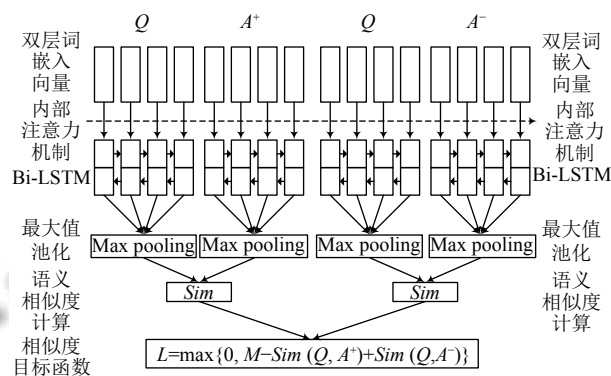 Q A⁺ Q A⁻
双层词 双层词
嵌入 嵌入
向量 向量
内部 内部
注意力 注意力
机制 机制
Bi-LSTM Bi-LSTM
最大值 最大值
池化 Max pooling Max pooling Max pooling Max pooling 池化
语义 语义
相似度 Sim Sim 相似度
计算 计算
相似度
目标函数 L=max{0, M−Sim (Q, A⁺)+Sim (Q,A⁻)}
相似度